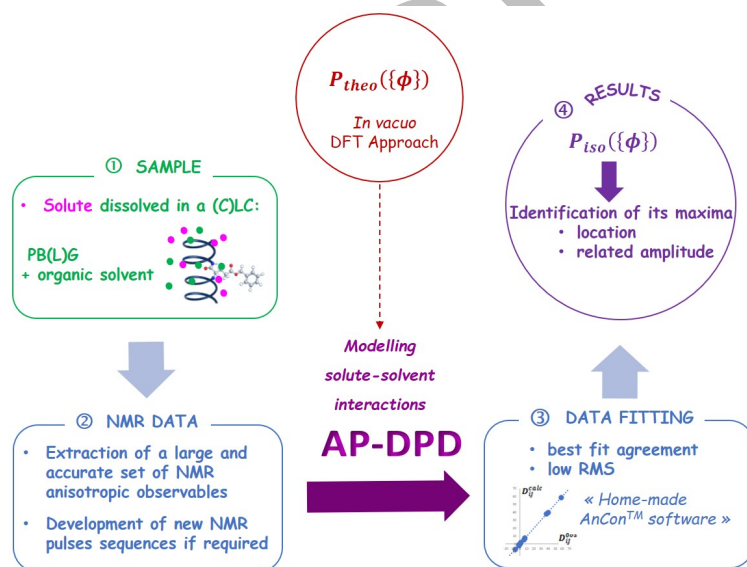 P_theo({ϕ})
In vacuo
DFT Approach
① SAMPLE
• Solute dissolved in a (C)LC:
PB(L)G
+ organic solvent
② NMR DATA
• Extraction of a large and
accurate set of NMR
anisotropic observables
• Development of new NMR
pulses sequences if required
Modelling
solute-solvent
interactions
AP-DPD
③ DATA FITTING
• best fit agreement
• low RMS
D_ij^calc
« Home-made
AnCon™ software »
④ RESULTS
P_iso({ϕ})
Identification of its maxima
• location
• related amplitude